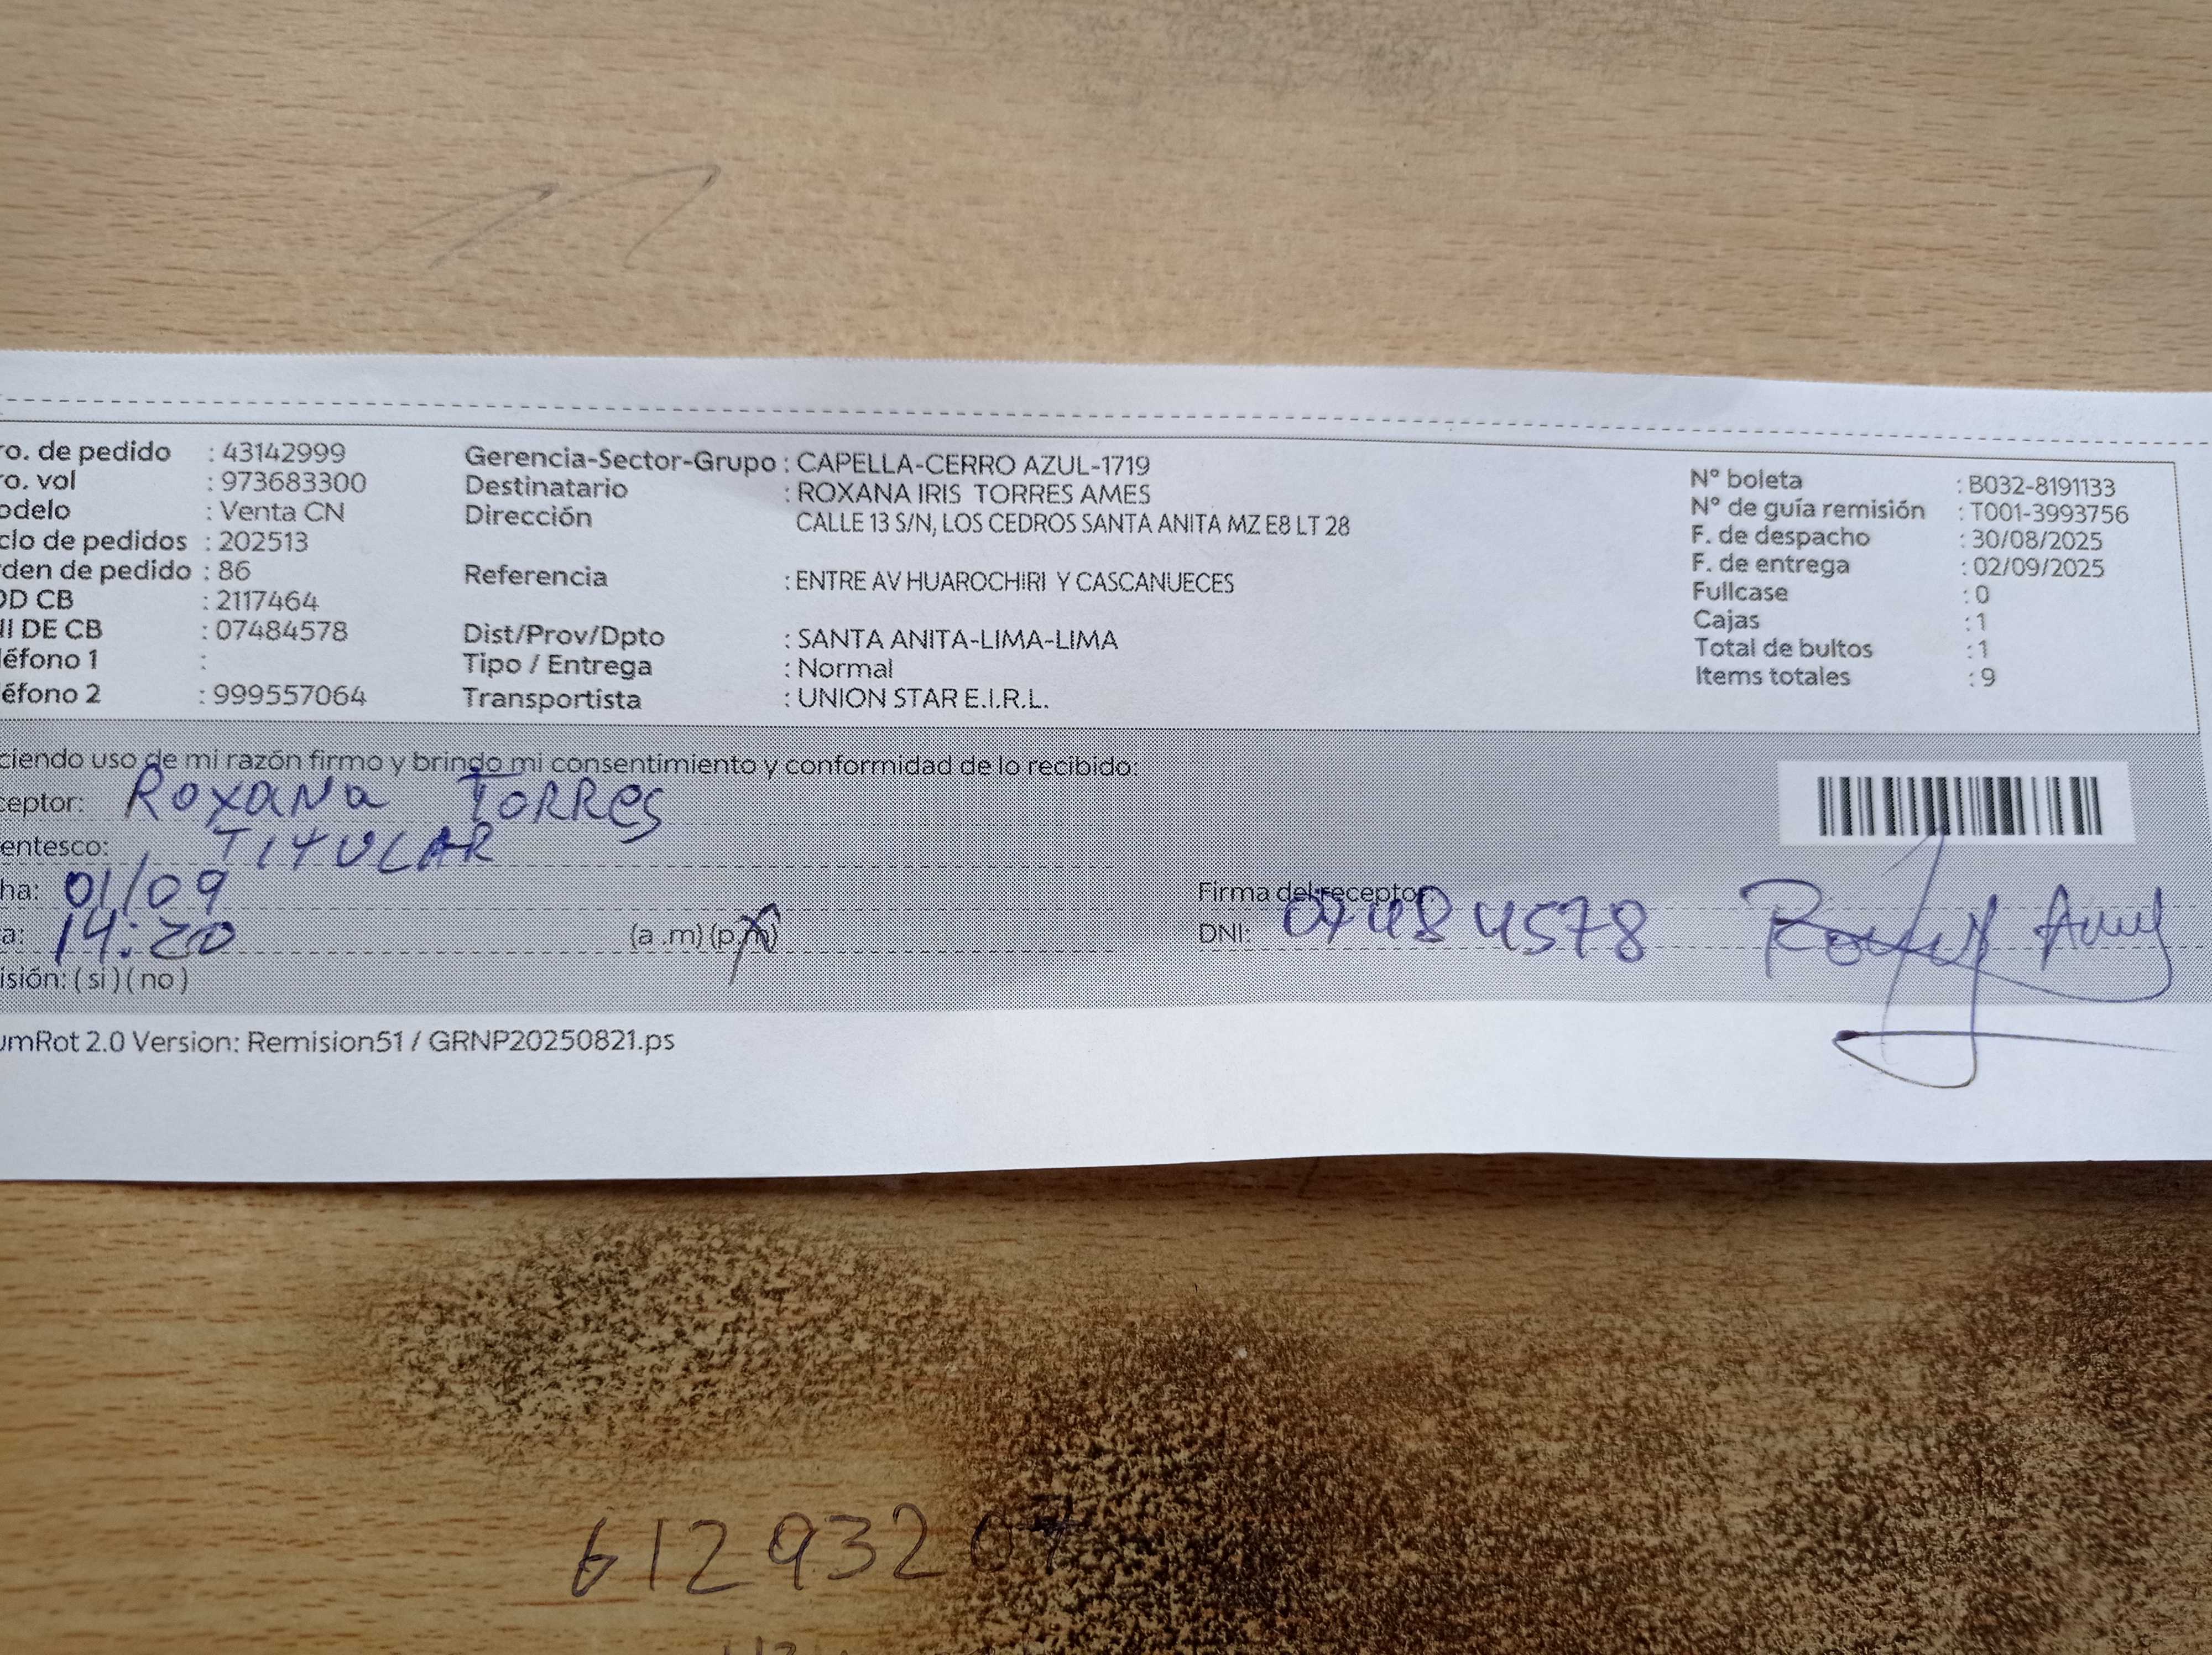 ro. de pedido : 43142999
ro. vol : 973683300
odelo : Venta CN
clo de pedidos : 202513
den de pedido : 86
OD CB : 2117464
NI DE CB : 07484578
léfono 1 :
éfono 2 : 999557064
Gerencia-Sector-Grupo : CAPELLA-CERRO AZUL-1719
Destinatario : ROXANA IRIS TORRES AMES
Dirección CALLE 13 S/N, LOS CEDROS SANTA ANITA MZ E8 LT 28
Referencia : ENTRE AV HUAROCHIRI Y CASCANUECES
Dist/Prov/Dpto : SANTA ANITA-LIMA-LIMA
Tipo / Entrega : Normal
Transportista : UNION STAR E.I.R.L.
N° boleta : B032-8191133
N° de guía remisión : T001-3993756
F. de despacho : 30/08/2025
F. de entrega : 02/09/2025
Fullcase : 0
Cajas : 1
Total de bultos : 1
Items totales : 9
ciendo uso de mi razón firmo y brindo mi consentimiento y conformidad de lo recibido:
ceptor: ROXANa TORRES
entesco: TITULAR
ha: 01/09
a: 14:20 (a .m) (p.m)
isión: ( si ) ( no )
Firma del receptor:
DNI: 07484578
umRot 2.0 Version: Remision51 / GRNP20250821.ps
6129320